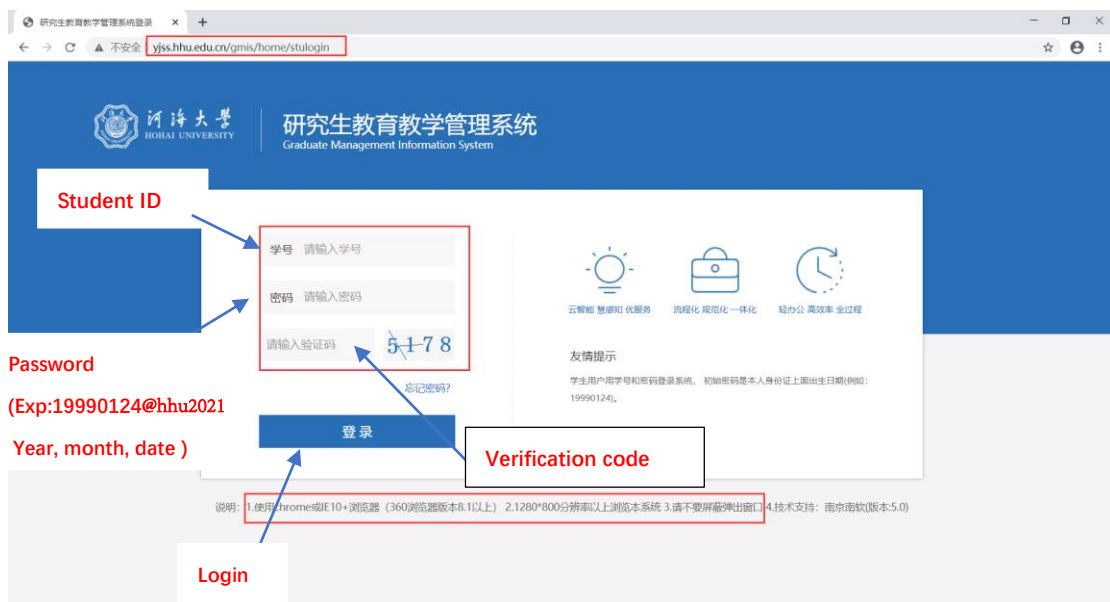 研究生教育教学管理系统登录
不安全 yjss.hhu.edu.cn/gmis/home/stulogin
河海大学
HOHAI UNIVERSITY
研究生教育教学管理系统
Graduate Management Information System
Student ID
学号 请输入学号
密码 请输入密码
请输入验证码 5178
忘记密码?
登录
云智能 慧感知 优服务
流程化 规范化 一体化
轻办公 高效率 全过程
友情提示
学生用户用学号和密码登录系统， 初始密码是本人身份证上面出生日期(例如：
19990124)。
Password
(Exp:19990124@hhu2021
Year, month, date )
Verification code
说明: 1.使用chrome或IE10+浏览器（360浏览器版本8.1以上） 2.1280*800分辨率以上浏览本系统 3.请不要屏蔽弹出窗口 4.技术支持：南京南软(版本:5.0)
Login